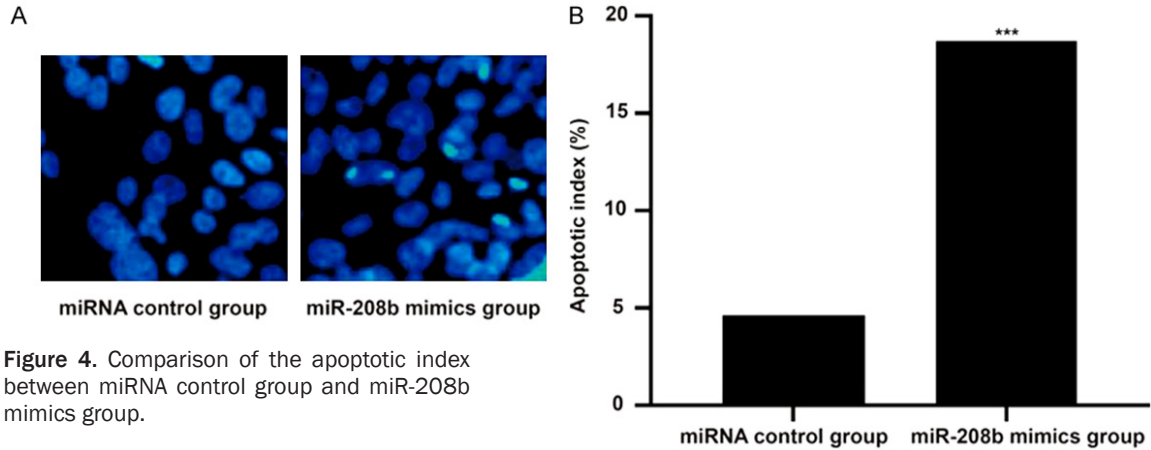 A
miRNA control group
miR-208b mimics group
Figure 4. Comparison of the apoptotic index
between miRNA control group and miR-208b
mimics group.
B
Apoptotic index (%)
20
15
10
5
0
***
miRNA control group
miR-208b mimics group